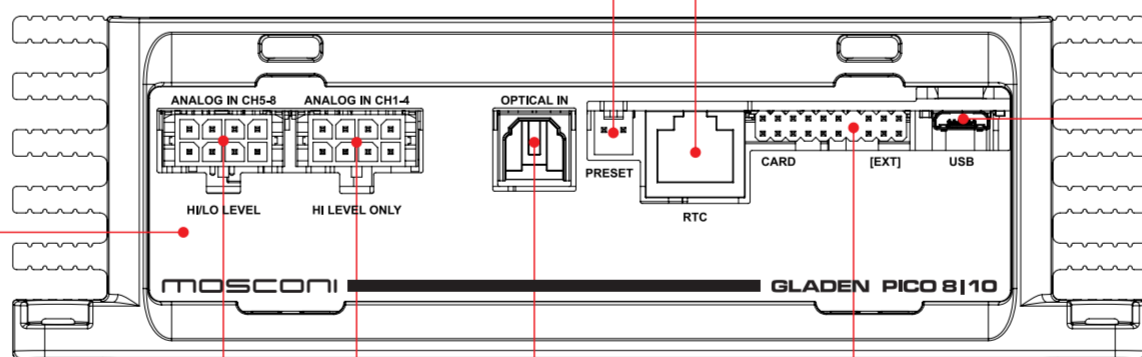 ANALOG IN CH5-8
ANALOG IN CH1-4
OPTICAL IN
PRESET
CARD
[EXT]
USB
HI/LO LEVEL
HI LEVEL ONLY
RTC
MOSCONI
GLADEN PICO 8|10